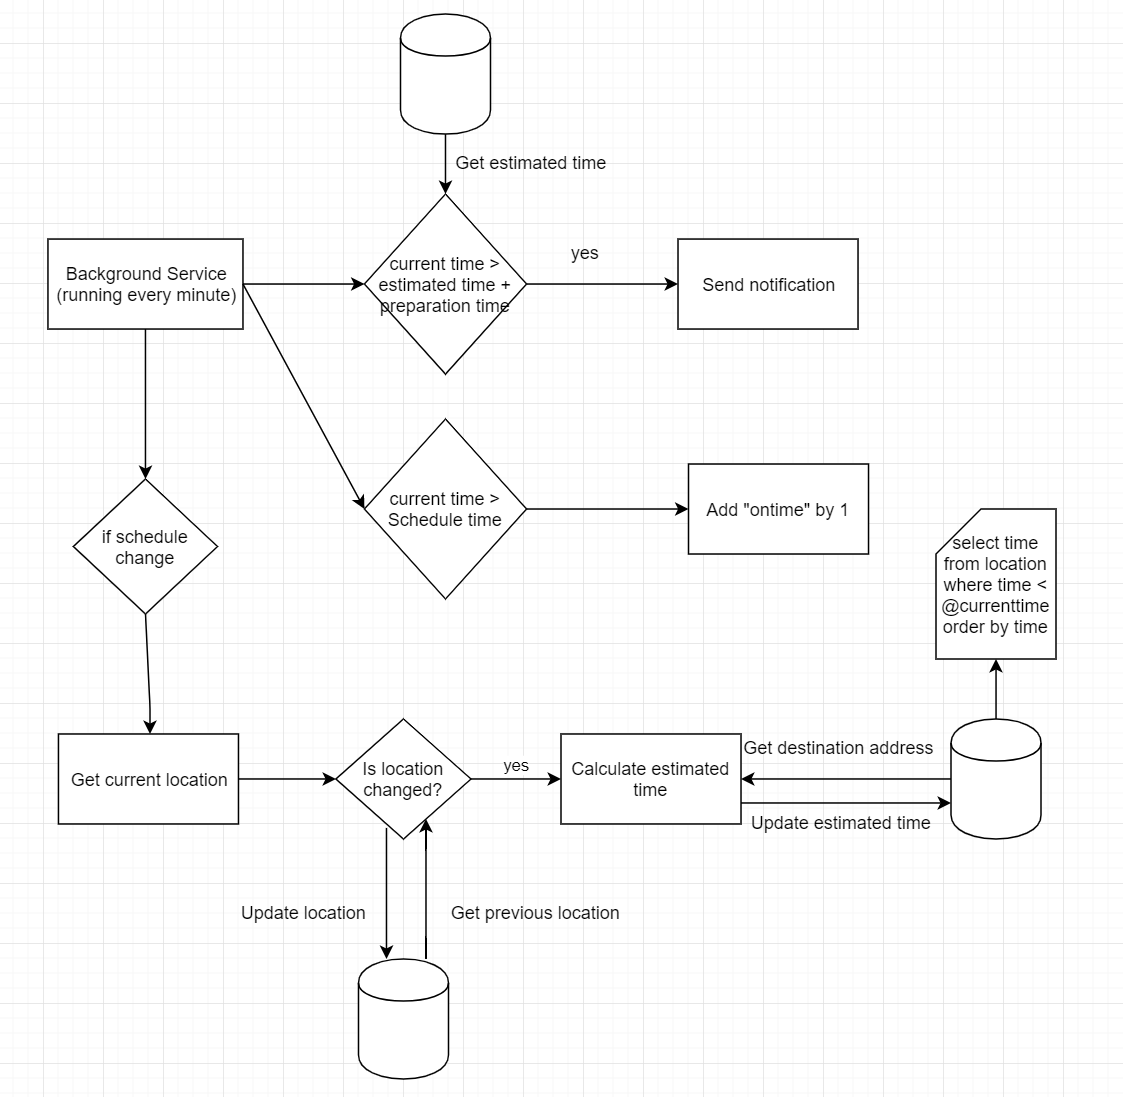 Get estimated time
Background Service
(running every minute)
current time >
estimated time +
preparation time
yes
Send notification
if schedule
change
current time >
Schedule time
Add "ontime" by 1
select time
from location
where time <
@currenttime
order by time
Get current location
Is location
changed?
yes
Calculate estimated
time
Get destination address
Update estimated time
Update location
Get previous location